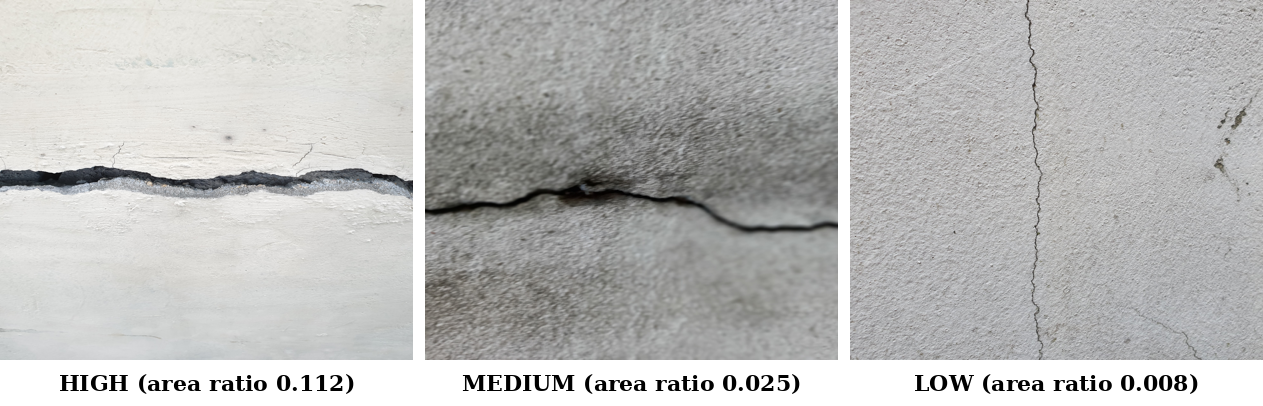 HIGH (area ratio 0.112)
MEDIUM (area ratio 0.025)
LOW (area ratio 0.008)